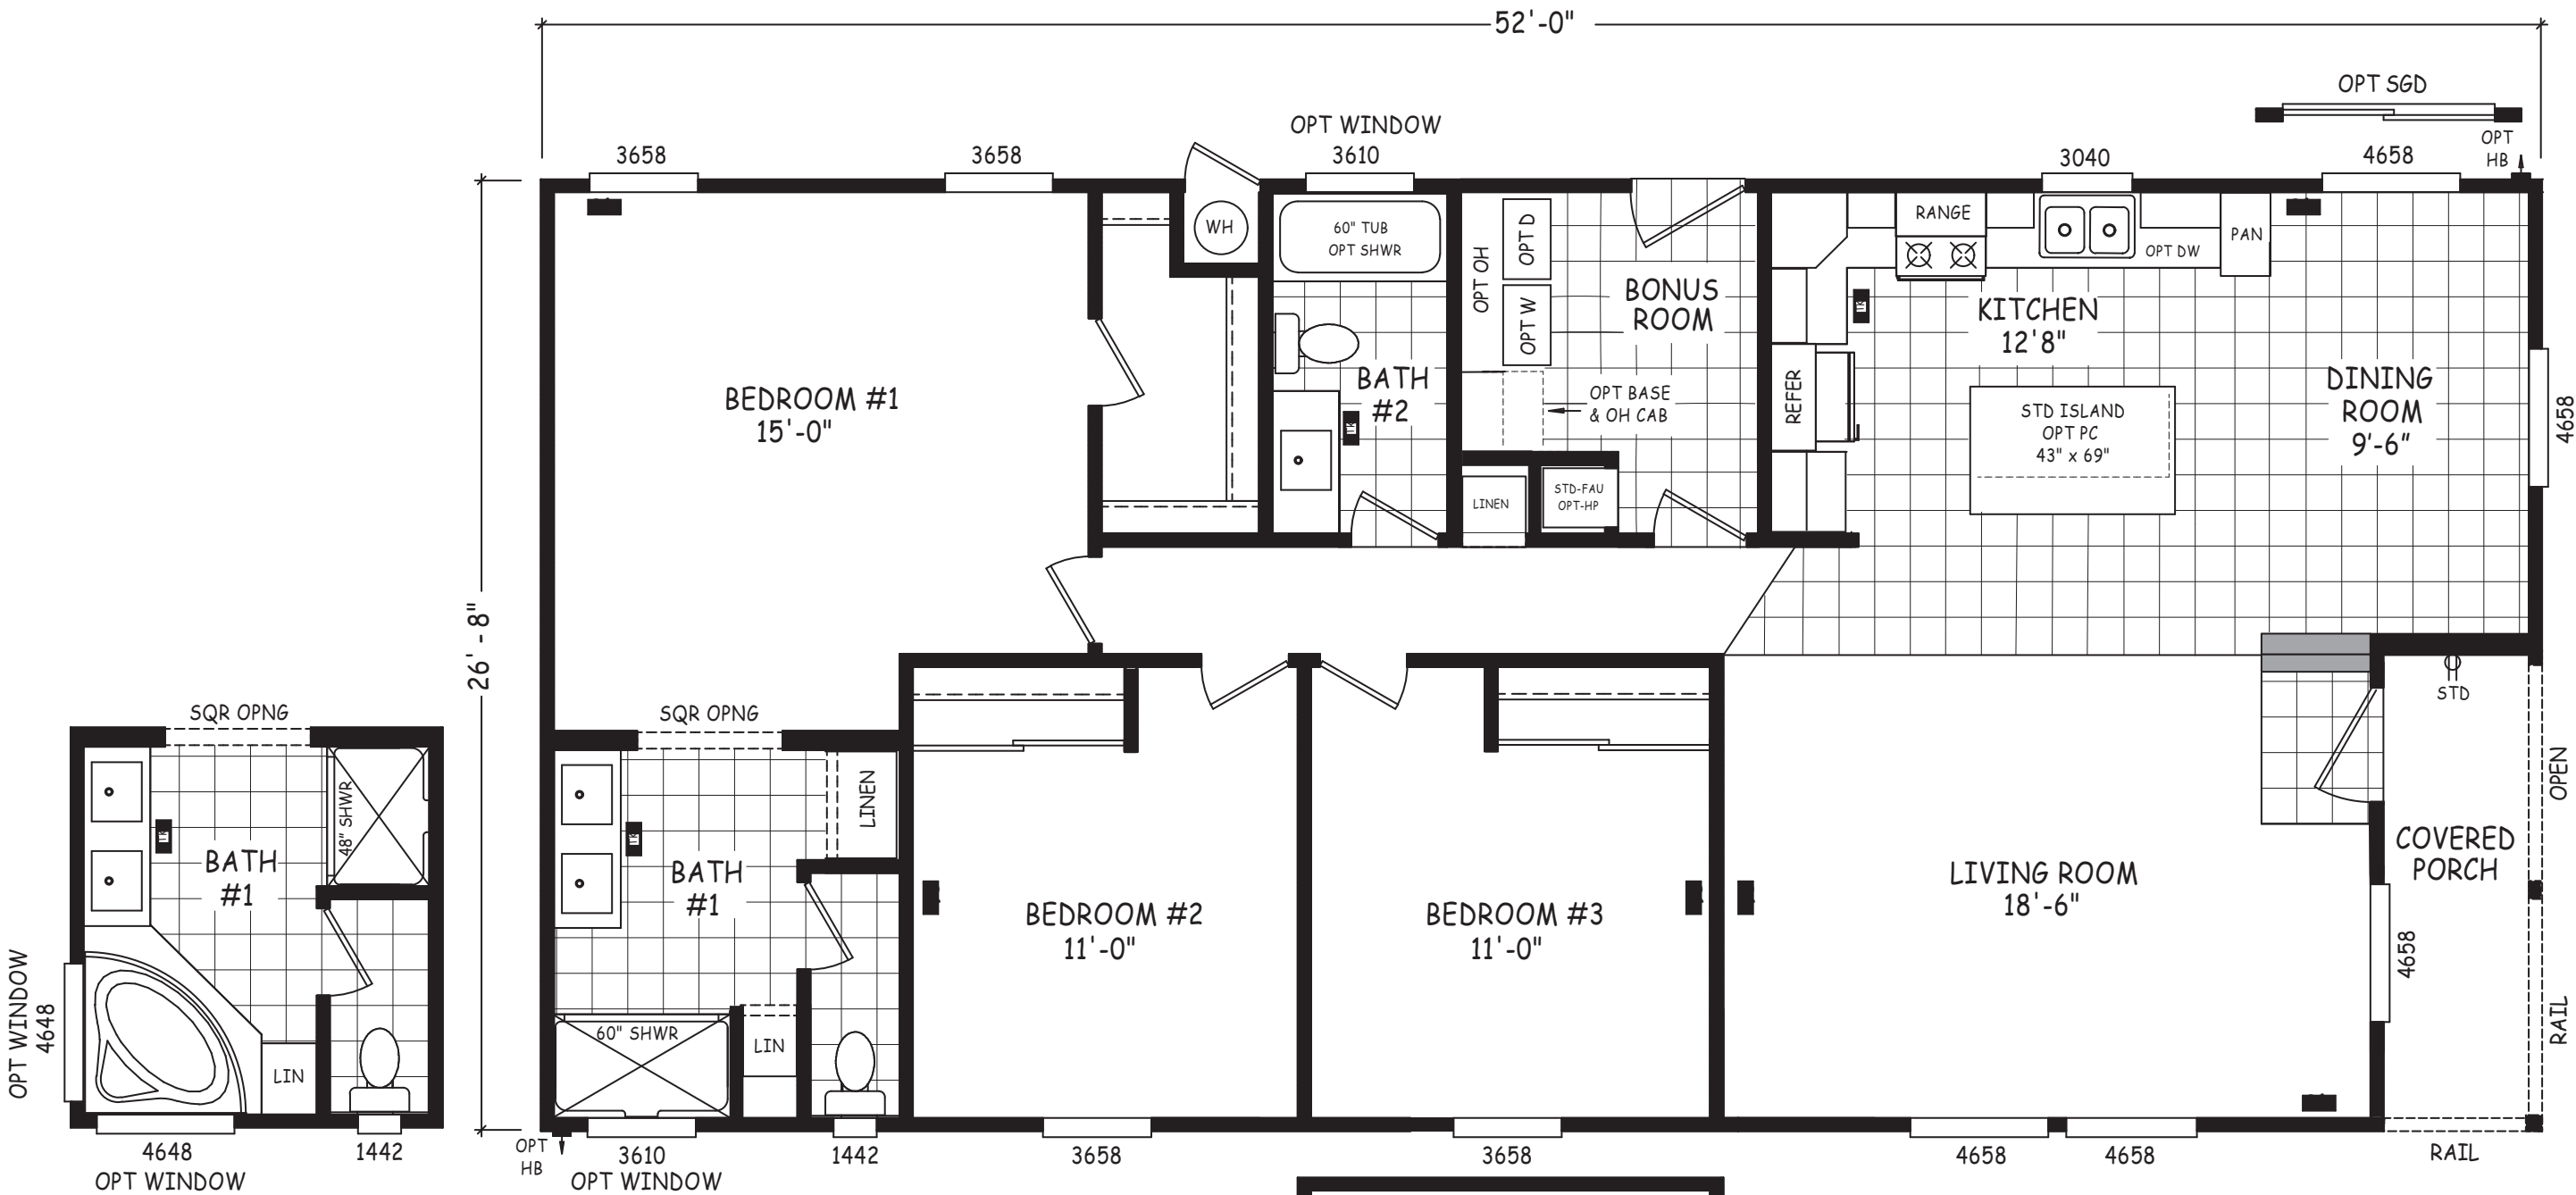 52'-0"
OPT SGD
OPT WINDOW
OPT
HB
3658
3658
3610
3040
4658
WH
60" TUB
OPT SHWR
OPT OH
OPT D
OPT W
BONUS
ROOM
RANGE
OPT DW
PAN
KITCHEN
12'8"
BEDROOM #1
15'-0"
BATH
#2
OPT BASE
& OH CAB
REFER
STD ISLAND
OPT PC
43" x 69"
DINING
ROOM
9'-6"
4658
LINEN
STD-FAU
OPT-HP
26' - 8"
STD
SQR OPNG
48" SHWR
BATH
#1
LIN
OPT WINDOW
4648
4648
OPT WINDOW
1442
SQR OPNG
LINEN
BATH
#1
60" SHWR
LIN
BEDROOM #2
11'-0"
BEDROOM #3
11'-0"
LIVING ROOM
18'-6"
COVERED
PORCH
OPEN
4658
RAIL
OPT
HB
3610
OPT WINDOW
1442
3658
3658
4658
4658
RAIL